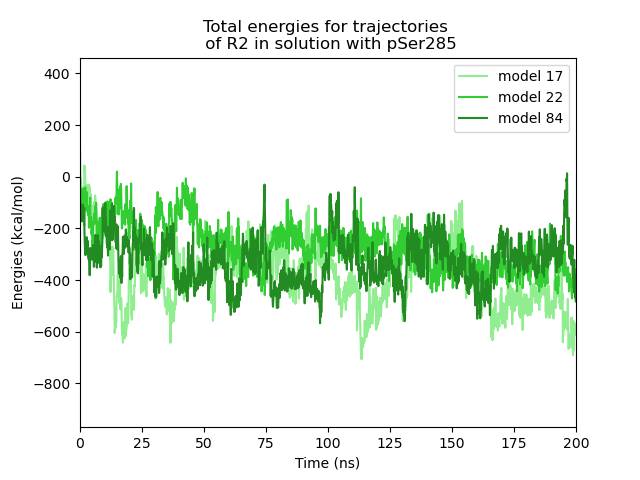 Total energies for trajectories
of R2 in solution with pSer285
model 17
model 22
model 84
Energies (kcal/mol)
400
200
0
−200
−400
−600
−800
0 25 50 75 100 125 150 175 200
Time (ns)